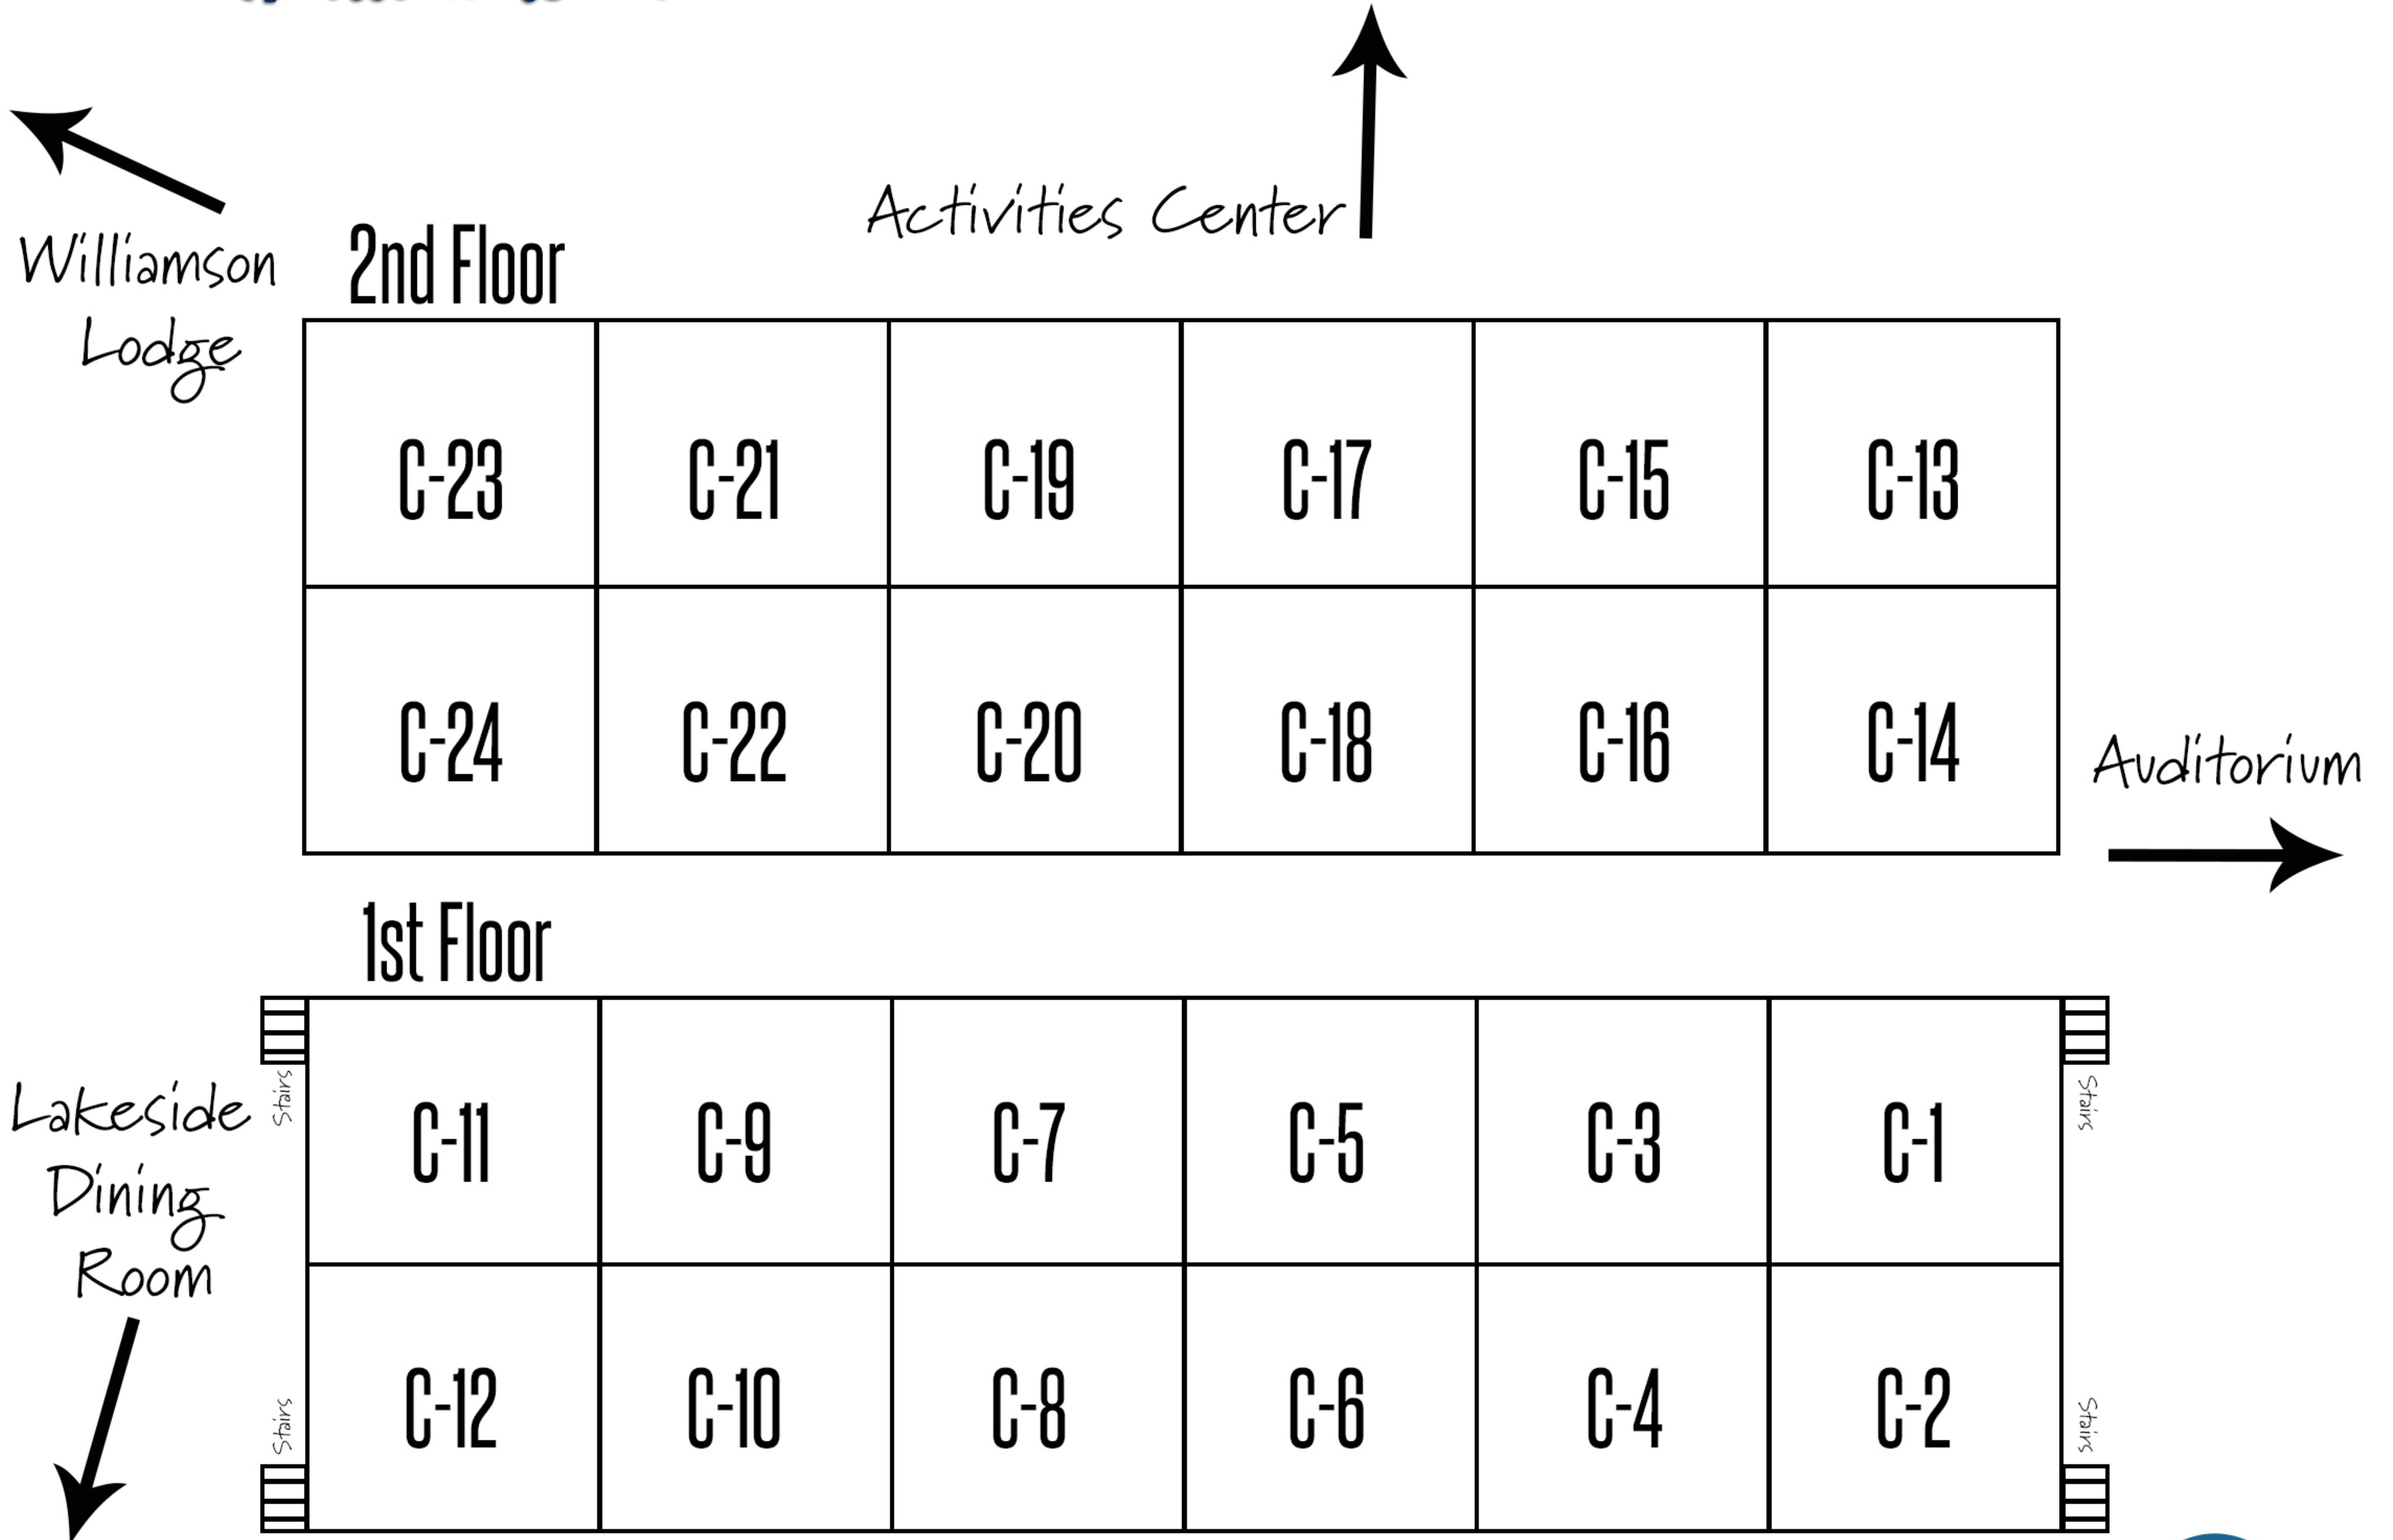 Activities Center
Williamson
Lodge
2nd Floor
C-23 C-21 C-19 C-17 C-15 C-13
C-24 C-22 C-20 C-18 C-16 C-14
Auditorium
1st Floor
Stairs Stairs
C-11 C-9 C-7 C-5 C-3 C-1
Lakeside
Dining
Room
C-12 C-10 C-8 C-6 C-4 C-2
Stairs Stairs